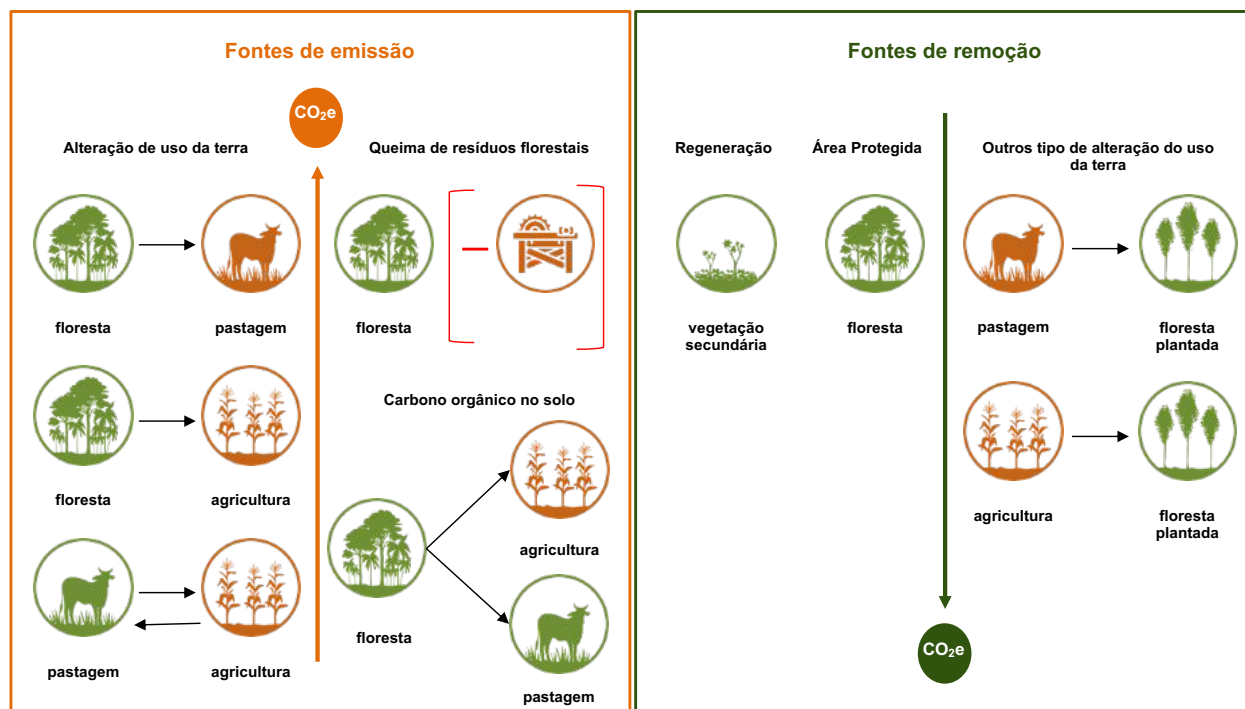 Fontes de emissão
CO₂e
Alteração de uso da terra
floresta
pastagem
floresta
agricultura
pastagem
agricultura
Queima de resíduos florestais
floresta
Carbono orgânico no solo
floresta
agricultura
pastagem
Fontes de remoção
Regeneração
vegetação
secundária
Área Protegida
floresta
Outros tipo de alteração do uso
da terra
pastagem
floresta
plantada
agricultura
floresta
plantada
CO₂e